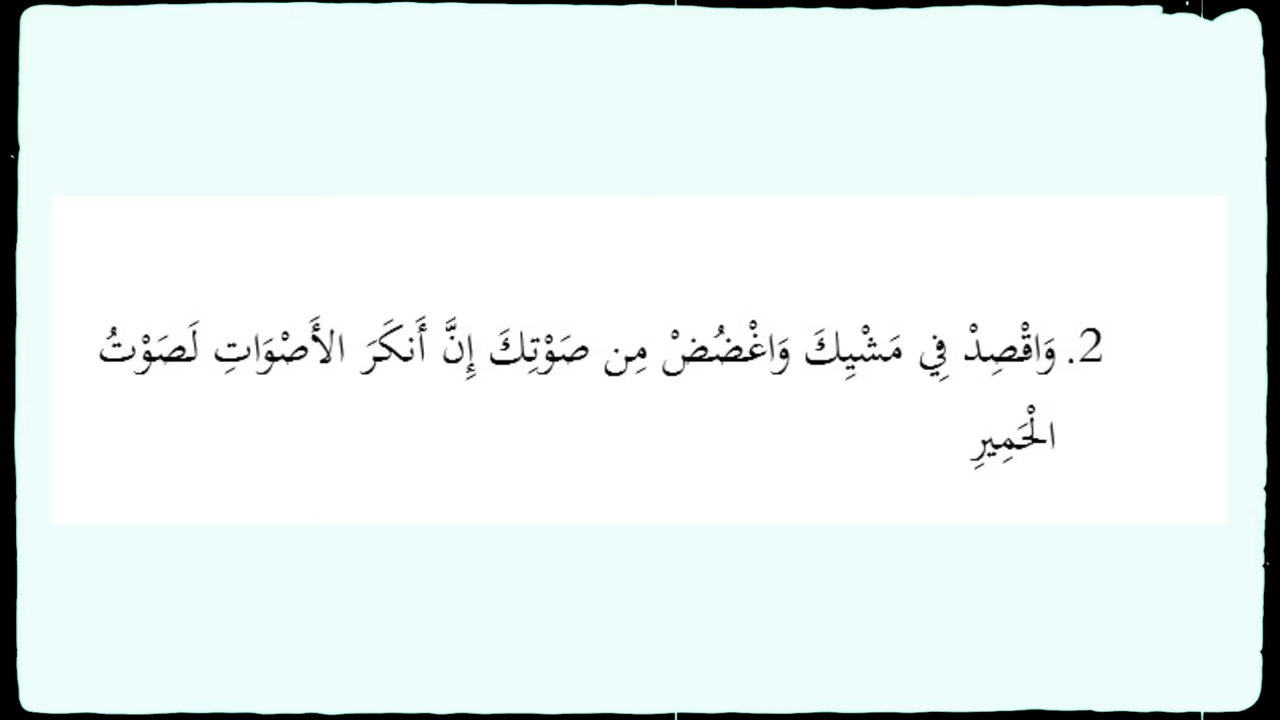 2. وَاقْصِدْ فِي مَشْيِكَ وَاغْضُضْ مِن صَوْتِكَ إِنَّ أَنكَرَ الأَصْوَاتِ لَصَوْتُ
الْحَمِيرِ